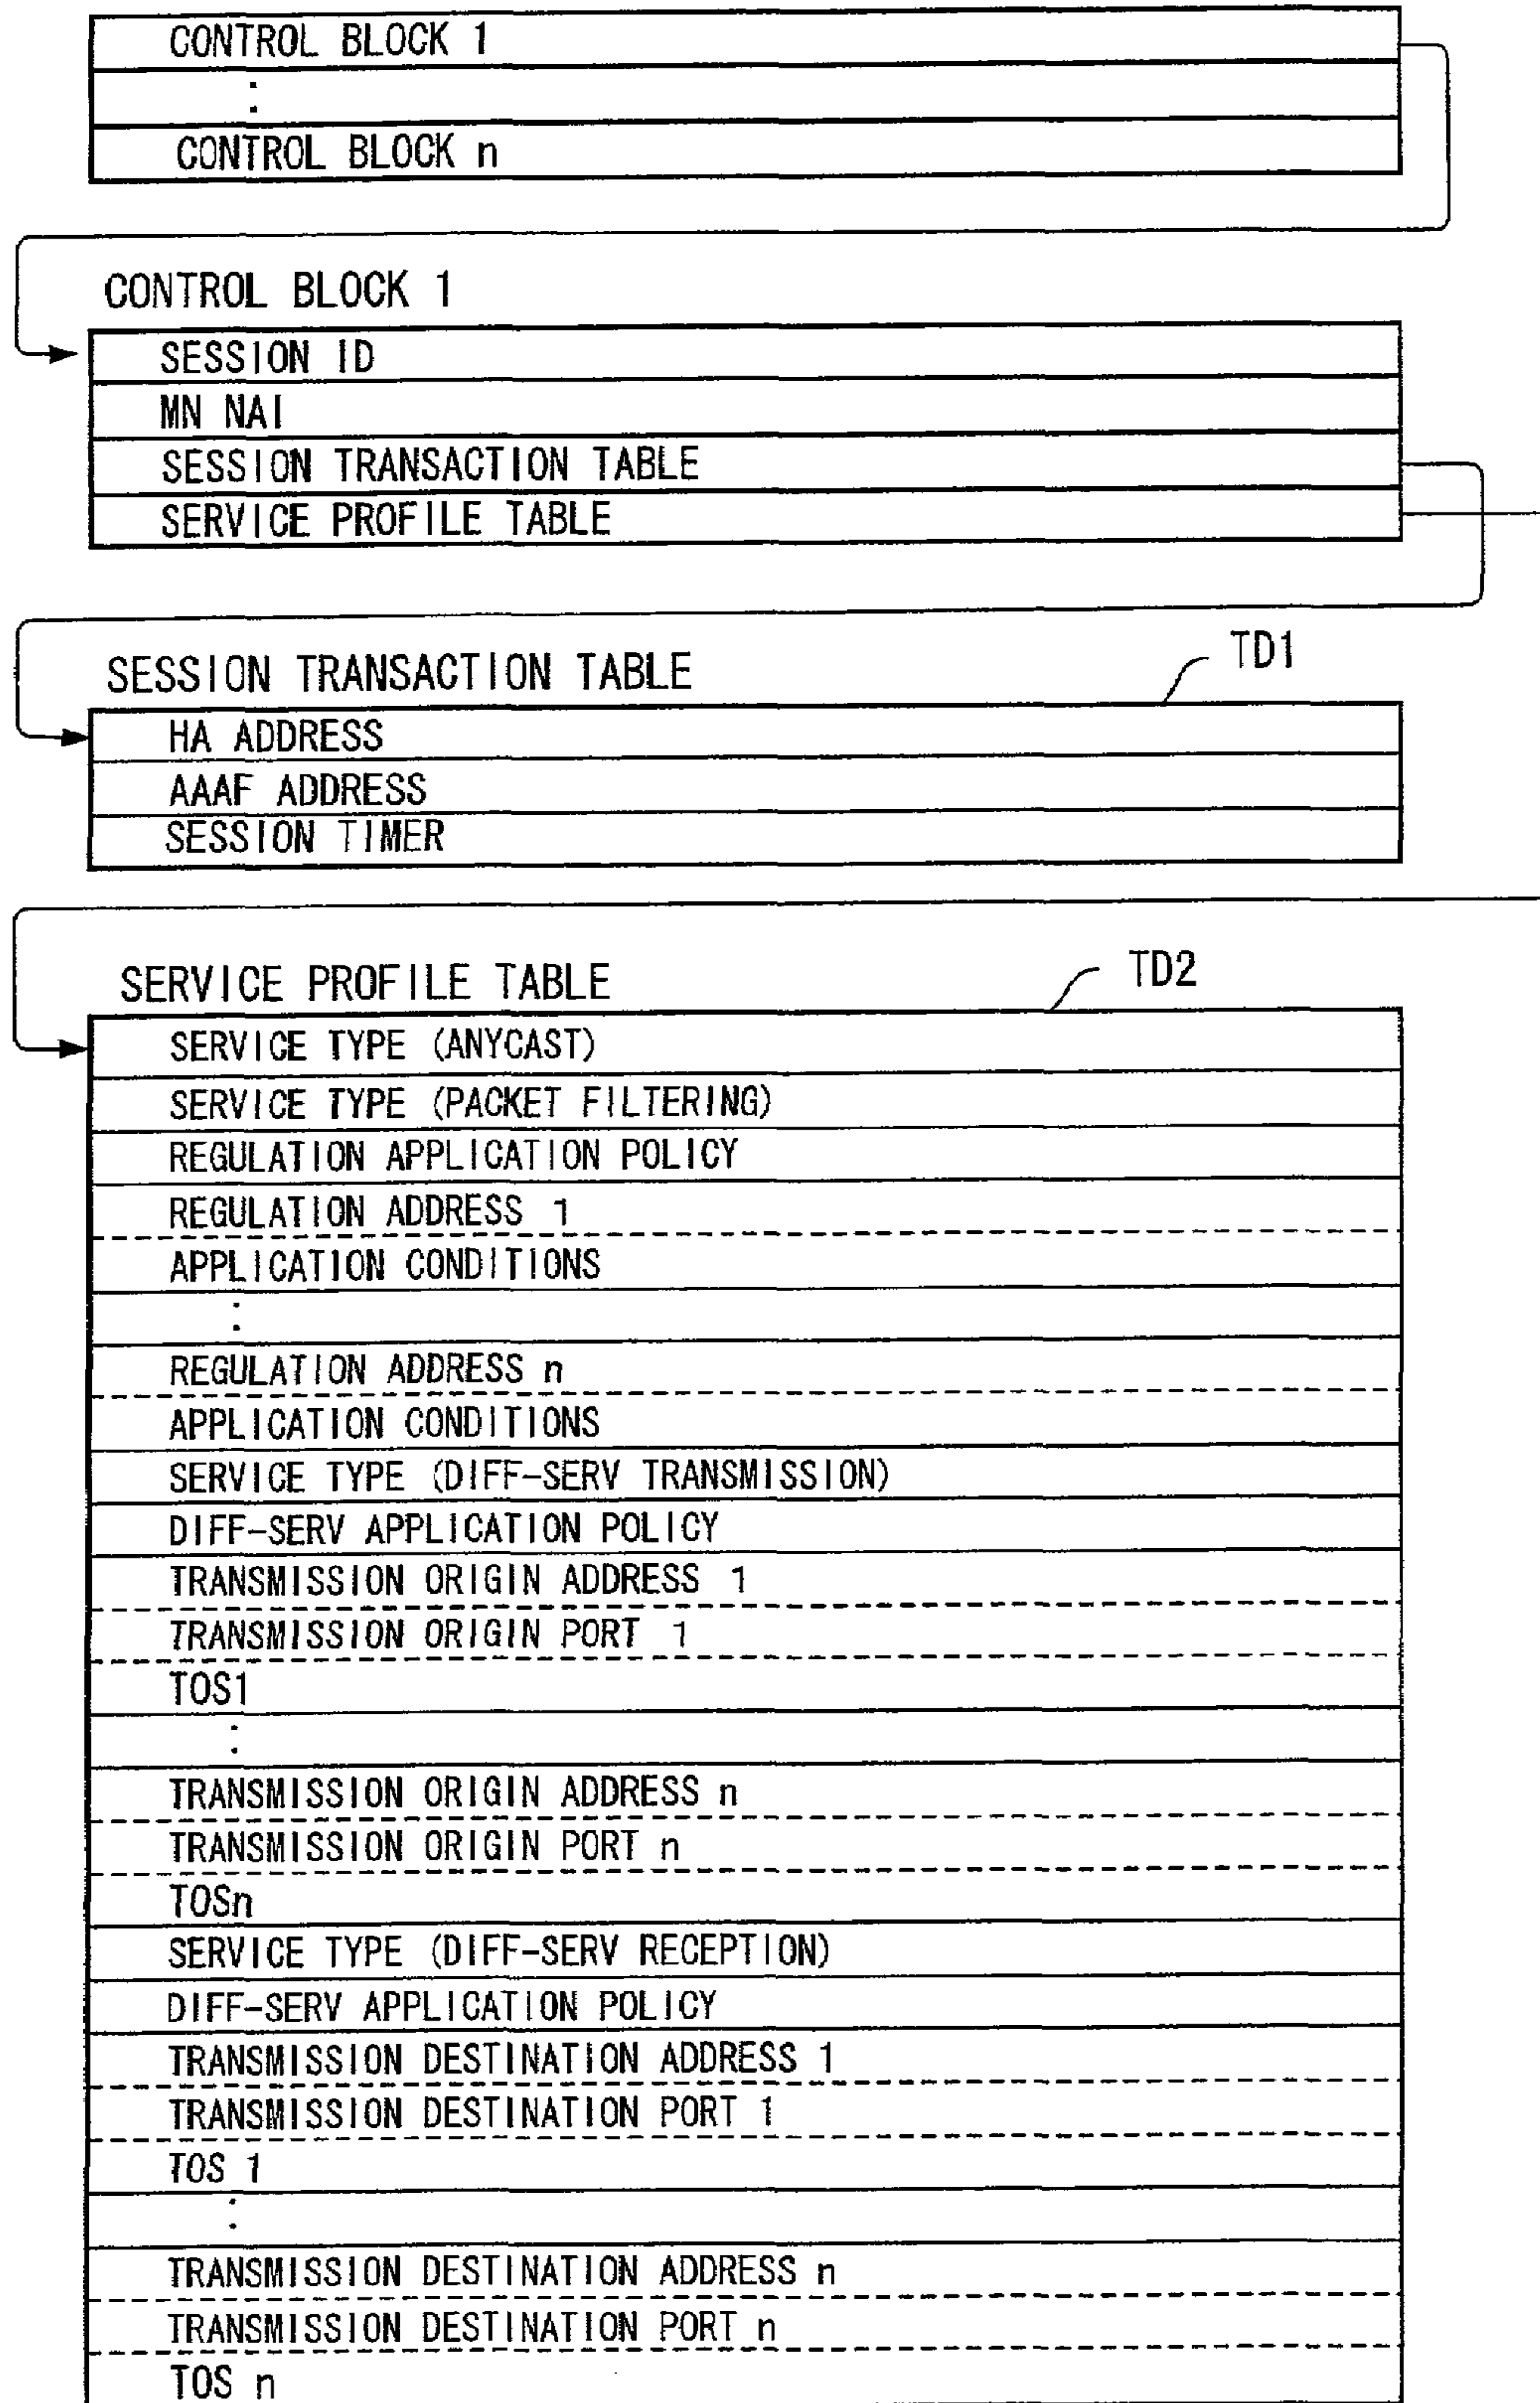 CONTROL BLOCK 1
:
CONTROL BLOCK n
CONTROL BLOCK 1
SESSION ID
MN NAI
SESSION TRANSACTION TABLE
SERVICE PROFILE TABLE
SESSION TRANSACTION TABLE
TD1
HA ADDRESS
AAAF ADDRESS
SESSION TIMER
SERVICE PROFILE TABLE
TD2
SERVICE TYPE (ANYCAST)
SERVICE TYPE (PACKET FILTERING)
REGULATION APPLICATION POLICY
REGULATION ADDRESS 1
APPLICATION CONDITIONS
:
REGULATION ADDRESS n
APPLICATION CONDITIONS
SERVICE TYPE (DIFF-SERV TRANSMISSION)
DIFF-SERV APPLICATION POLICY
TRANSMISSION ORIGIN ADDRESS 1
TRANSMISSION ORIGIN PORT 1
TOS1
:
TRANSMISSION ORIGIN ADDRESS n
TRANSMISSION ORIGIN PORT n
TOSn
SERVICE TYPE (DIFF-SERV RECEPTION)
DIFF-SERV APPLICATION POLICY
TRANSMISSION DESTINATION ADDRESS 1
TRANSMISSION DESTINATION PORT 1
TOS 1
:
TRANSMISSION DESTINATION ADDRESS n
TRANSMISSION DESTINATION PORT n
TOS n